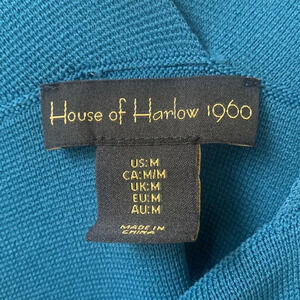 House of Harlow 1960
US:M
CA:M/M
UK:M
EU:M
AU:M
MADE IN
CHINA